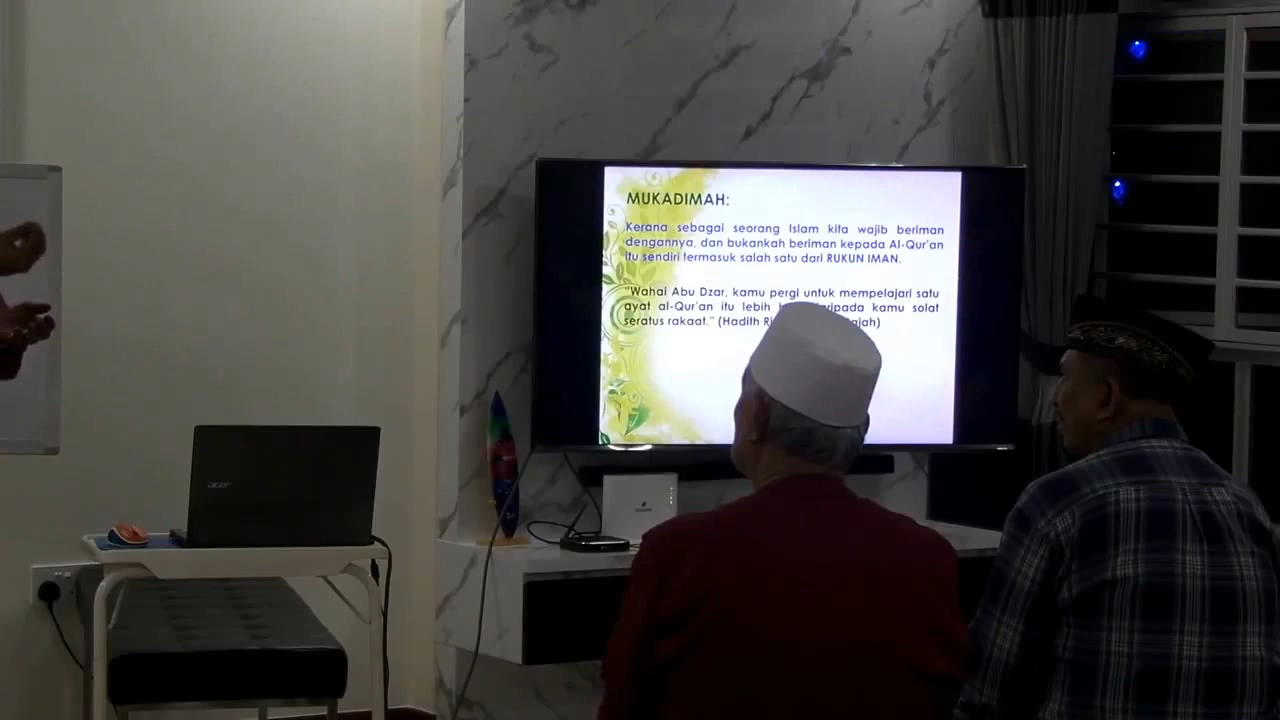 MUKADIMAH:
Kerana sebagai seorang Islam kita wajib beriman
dengannya, dan bukankah beriman kepada Al-Qur'an
itu sendiri termasuk salah satu dari RUKUN IMAN.
"Wahai Abu Dzar, kamu pergi untuk mempelajari satu
ayat al-Qur'an itu lebih kamu solat
seratus rakaat." (Hadith
acer